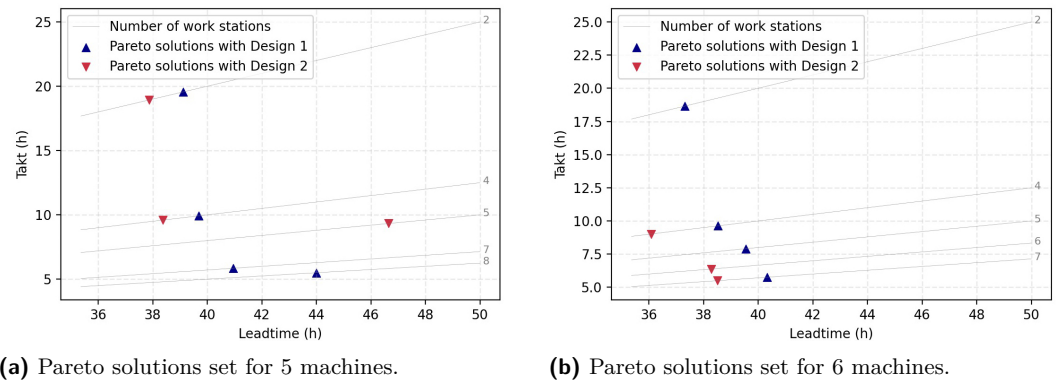 Number of work stations
Pareto solutions with Design 1
Pareto solutions with Design 2
25
20
15
10
5
Takt (h)
2
4
5
7
8
36 38 40 42 44 46 48 50
Leadtime (h)
(a) Pareto solutions set for 5 machines.
Number of work stations
Pareto solutions with Design 1
Pareto solutions with Design 2
25.0
22.5
20.0
17.5
15.0
12.5
10.0
7.5
5.0
Takt (h)
2
4
5
6
7
36 38 40 42 44 46 48 50
Leadtime (h)
(b) Pareto solutions set for 6 machines.